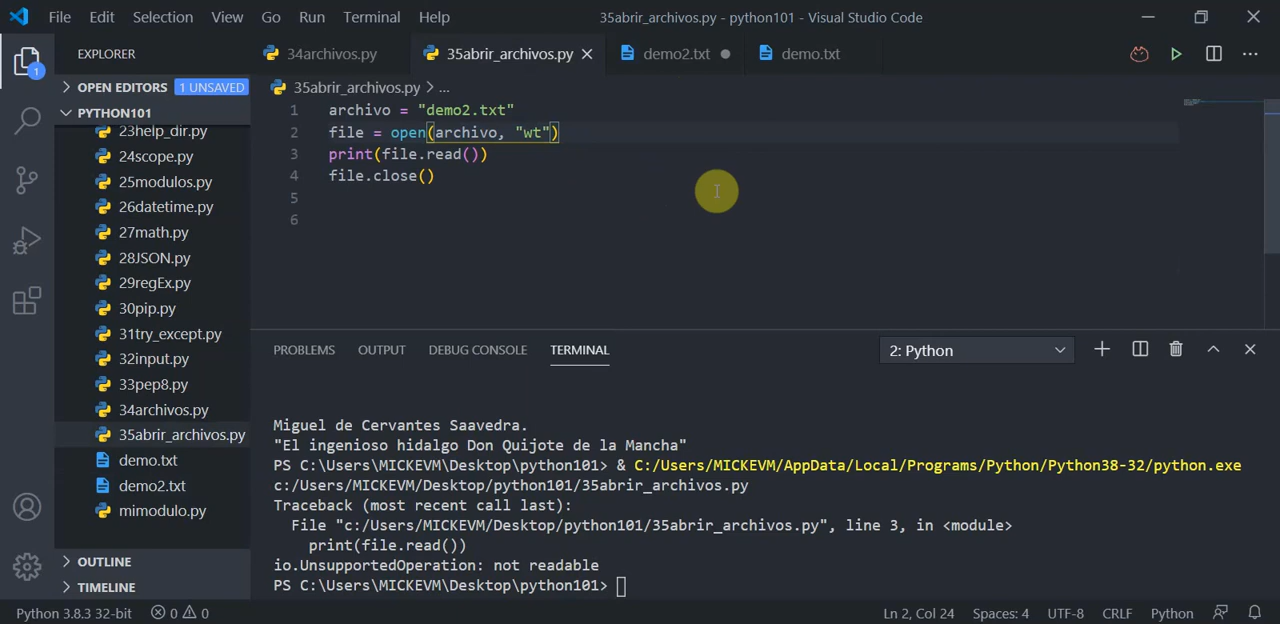 File Edit Selection View Go Run Terminal Help 35abrir_archivos.py - python101 - Visual Studio Code
EXPLORER
34archivos.py 35abrir_archivos.py demo2.txt demo.txt
1
OPEN EDITORS 1 UNSAVED
PYTHON101
23help_dir.py
24scope.py
25modulos.py
26datetime.py
27math.py
28JSON.py
29regEx.py
30pip.py
31try_except.py
32input.py
33pep8.py
34archivos.py
35abrir_archivos.py
demo.txt
demo2.txt
mimodulo.py
OUTLINE
TIMELINE
35abrir_archivos.py > ...
1 archivo = "demo2.txt"
2 file = open(archivo, "wt")
3 print(file.read())
4 file.close()
5
6
PROBLEMS OUTPUT DEBUG CONSOLE TERMINAL 2: Python
Miguel de Cervantes Saavedra.
"El ingenioso hidalgo Don Quijote de la Mancha"
PS C:\Users\MICKEVM\Desktop\python101> & C:/Users/MICKEVM/AppData/Local/Programs/Python/Python38-32/python.exe
c:/Users/MICKEVM/Desktop/python101/35abrir_archivos.py
Traceback (most recent call last):
File "c:/Users/MICKEVM/Desktop/python101/35abrir_archivos.py", line 3, in <module>
print(file.read())
io.UnsupportedOperation: not readable
PS C:\Users\MICKEVM\Desktop\python101>
Python 3.8.3 32-bit 0 0 Ln 2, Col 24 Spaces: 4 UTF-8 CRLF Python